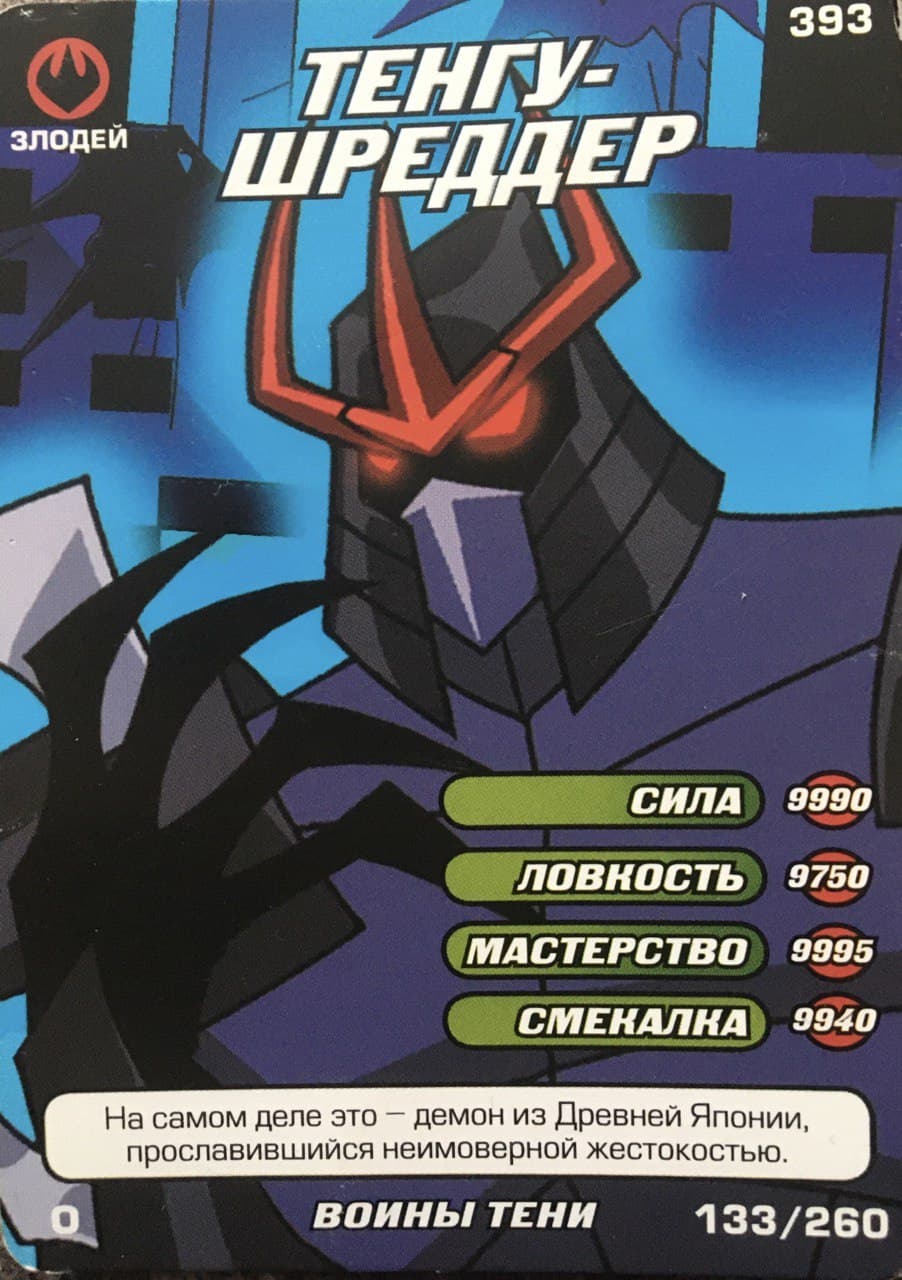 393
ТЕНГУ-
ШРЕДДЕР
ЗЛОДЕЙ
СИЛА 9990
ЛОВКОСТЬ 9750
МАСТЕРСТВО 9995
СМЕКАЛКА 9940
На самом деле это – демон из Древней Японии,
прославившийся неимоверной жестокостью.
0 ВОИНЫ ТЕНИ 133/260